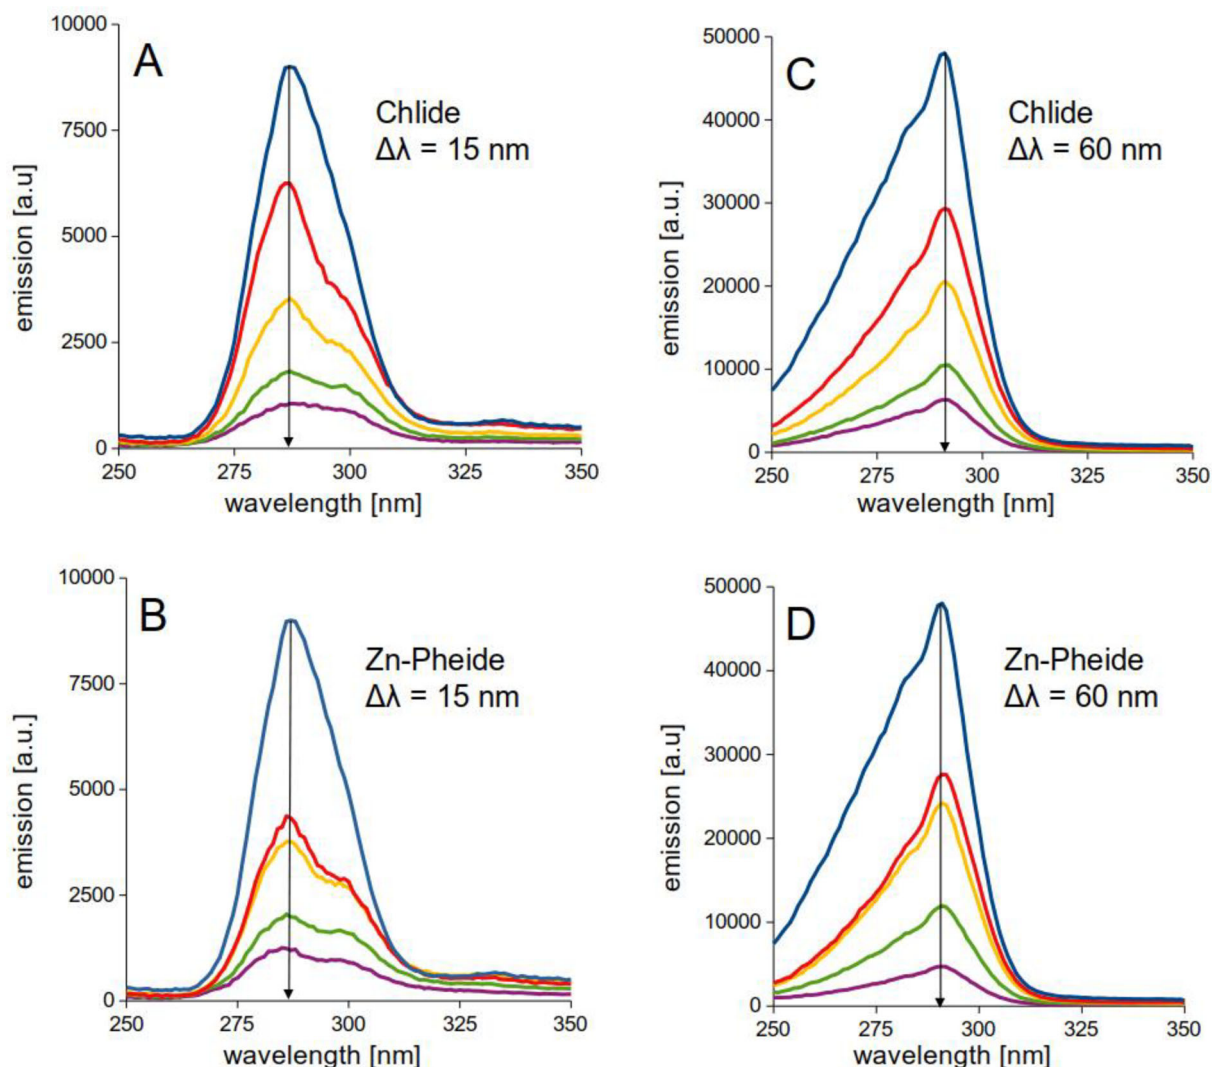 A
Chlide
Δλ = 15 nm
emission [a.u]
10000
7500
5000
2500
0
250 275 300 325 350
wavelength [nm]
C
Chlide
Δλ = 60 nm
emission [a.u.]
50000
40000
30000
20000
10000
0
250 275 300 325 350
wavelength [nm]
B
Zn-Pheide
Δλ = 15 nm
emission [a.u.]
10000
7500
5000
2500
0
250 275 300 325 350
wavelength [nm]
D
Zn-Pheide
Δλ = 60 nm
emission [a.u]
50000
40000
30000
20000
10000
0
250 275 300 325 350
wavelength [nm]